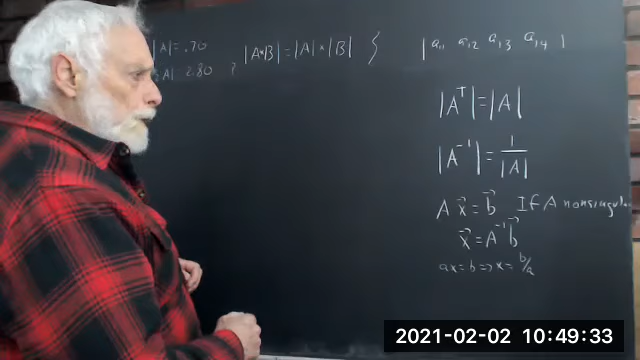 |A| = .70
|A| 2.80 ?
|A*B| = |A| * |B|
| a₁₁ a₁₂ a₁₃ a₁₄ |
|Aᵀ| = |A|
|A⁻¹| = 1/|A|
A x⃗ = b⃗ If A nonsingular
x⃗ = A⁻¹ b⃗
ax = b => x = b/a
2021-02-02 10:49:33